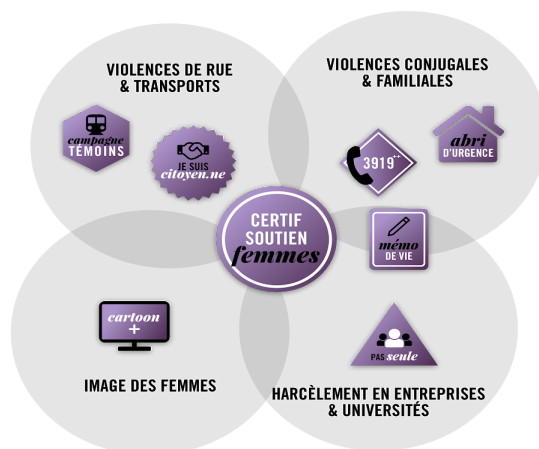 VIOLENCES DE RUE
& TRANSPORTS
campagne
TÉMOINS
JE SUIS
citoyen.ne
VIOLENCES CONJUGALES
& FAMILIALES
3919++
abri
D'URGENCE
CERTIF
SOUTIEN
femmes
mémo
DE VIE
cartoon
+
IMAGE DES FEMMES
PAS seule
HARCÈLEMENT EN ENTREPRISES
& UNIVERSITÉS